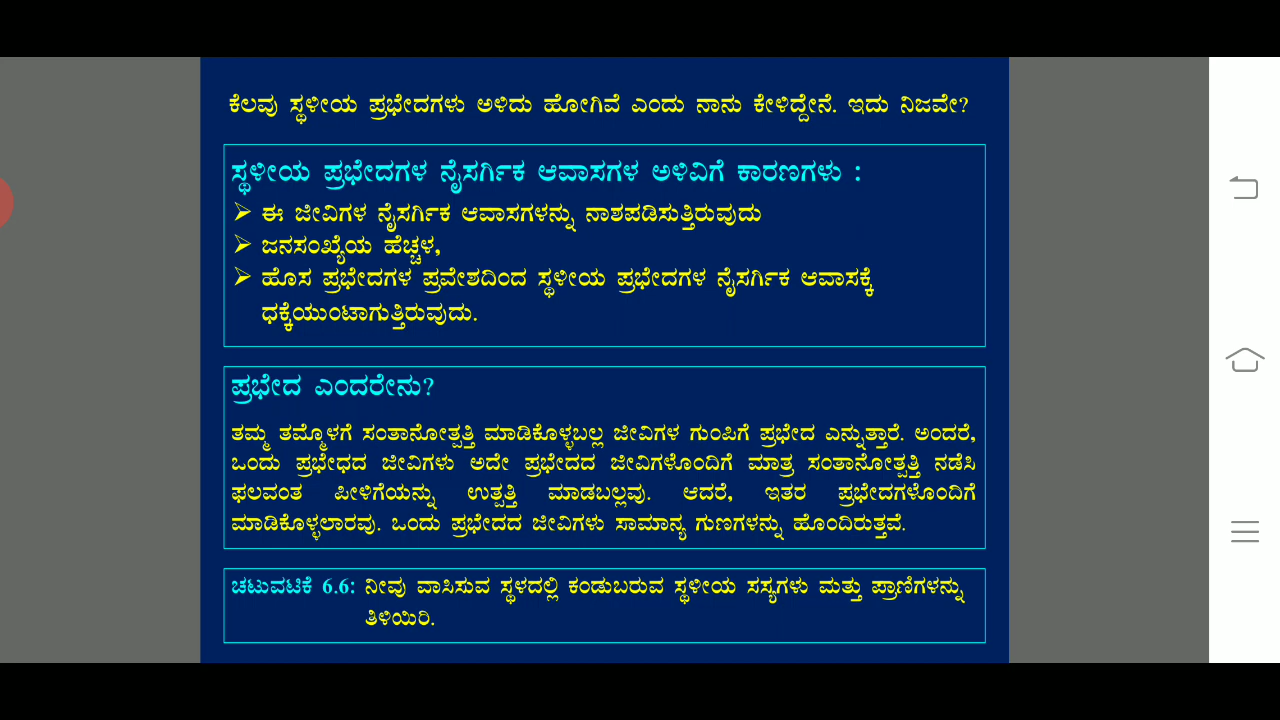 ಕೆಲವು ಸ್ಥಳೀಯ ಪ್ರಭೇದಗಳು ಅಳಿದು ಹೋಗಿವೆ ಎಂದು ನಾನು ಕೇಳಿದ್ದೇನೆ. ಇದು ನಿಜವೇ?
ಸ್ಥಳೀಯ ಪ್ರಭೇದಗಳ ನೈಸರ್ಗಿಕ ಆವಾಸಗಳ ಅಳಿವಿಗೆ ಕಾರಣಗಳು :
➢ ಈ ಜೀವಿಗಳ ನೈಸರ್ಗಿಕ ಆವಾಸಗಳನ್ನು ನಾಶಪಡಿಸುತ್ತಿರುವುದು
➢ ಜನಸಂಖ್ಯೆಯ ಹೆಚ್ಚಳ,
➢ ಹೊಸ ಪ್ರಭೇದಗಳ ಪ್ರವೇಶದಿಂದ ಸ್ಥಳೀಯ ಪ್ರಭೇದಗಳ ನೈಸರ್ಗಿಕ ಆವಾಸಕ್ಕೆ
ಧಕ್ಕೆಯುಂಟಾಗುತ್ತಿರುವುದು.
ಪ್ರಭೇದ ಎಂದರೇನು?
ತಮ್ಮ ತಮ್ಮೊಳಗೆ ಸಂತಾನೋತ್ಪತ್ತಿ ಮಾಡಿಕೊಳ್ಳಬಲ್ಲ ಜೀವಿಗಳ ಗುಂಪಿಗೆ ಪ್ರಭೇದ ಎನ್ನುತ್ತಾರೆ. ಅಂದರೆ,
ಒಂದು ಪ್ರಭೇಧದ ಜೀವಿಗಳು ಅದೇ ಪ್ರಭೇದದ ಜೀವಿಗಳೊಂದಿಗೆ ಮಾತ್ರ ಸಂತಾನೋತ್ಪತ್ತಿ ನಡೆಸಿ
ಫಲವಂತ ಪೀಳಿಗೆಯನ್ನು ಉತ್ಪತ್ತಿ ಮಾಡಬಲ್ಲವು. ಆದರೆ, ಇತರ ಪ್ರಭೇದಗಳೊಂದಿಗೆ
ಮಾಡಿಕೊಳ್ಳಲಾರವು. ಒಂದು ಪ್ರಭೇದದ ಜೀವಿಗಳು ಸಾಮಾನ್ಯ ಗುಣಗಳನ್ನು ಹೊಂದಿರುತ್ತವೆ.
ಚಟುವಟಿಕೆ 6.6: ನೀವು ವಾಸಿಸುವ ಸ್ಥಳದಲ್ಲಿ ಕಂಡುಬರುವ ಸ್ಥಳೀಯ ಸಸ್ಯಗಳು ಮತ್ತು ಪ್ರಾಣಿಗಳನ್ನು
ತಿಳಿಯಿರಿ.